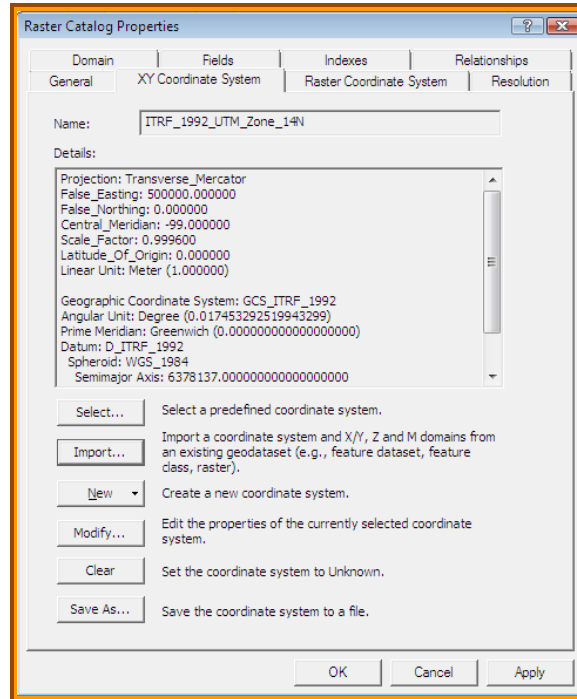 Raster Catalog Properties
Domain Fields Indexes Relationships
General XY Coordinate System Raster Coordinate System Resolution
Name: ITRF_1992_UTM_Zone_14N
Details:
Projection: Transverse_Mercator
False_Easting: 500000.000000
False_Northing: 0.000000
Central_Meridian: -99.000000
Scale_Factor: 0.999600
Latitude_Of_Origin: 0.000000
Linear Unit: Meter (1.000000)
Geographic Coordinate System: GCS_ITRF_1992
Angular Unit: Degree (0.017453292519943299)
Prime Meridian: Greenwich (0.000000000000000000)
Datum: D_ITRF_1992
Spheroid: WGS_1984
Semimajor Axis: 6378137.000000000000000000
Select... Select a predefined coordinate system.
Import... Import a coordinate system and X/Y, Z and M domains from
an existing geodataset (e.g., feature dataset, feature
class, raster).
New Create a new coordinate system.
Modify... Edit the properties of the currently selected coordinate
system.
Clear Set the coordinate system to Unknown.
Save As... Save the coordinate system to a file.
OK Cancel Apply